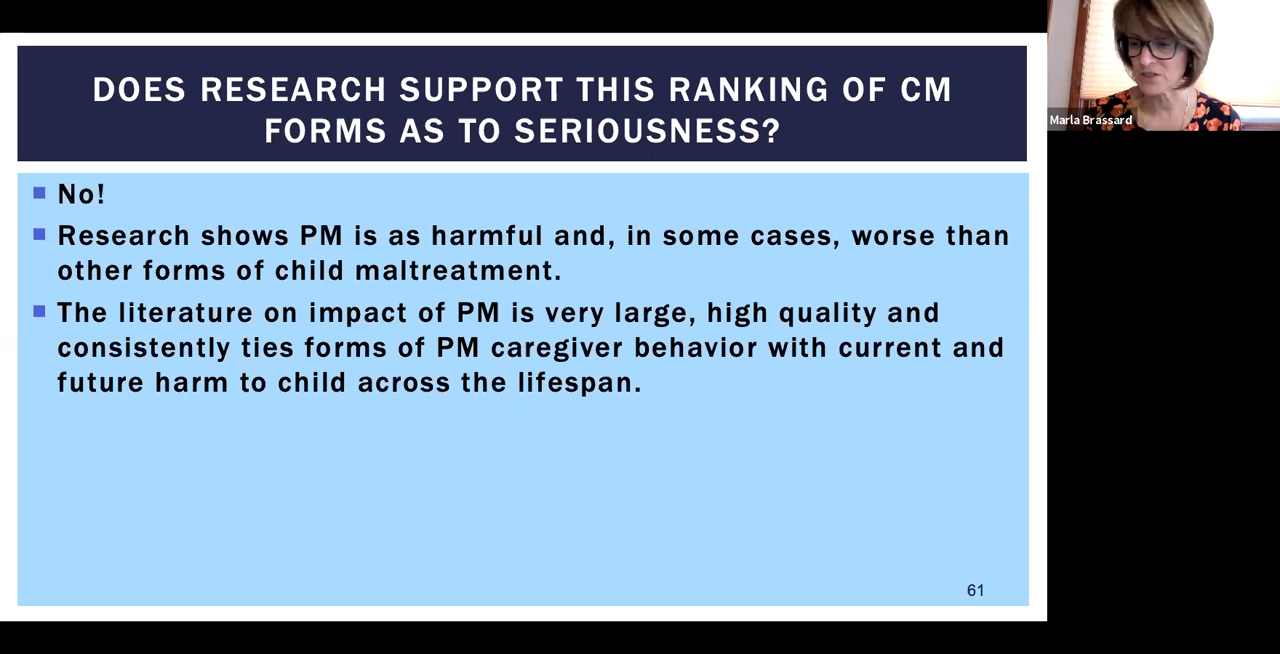 DOES RESEARCH SUPPORT THIS RANKING OF CM
FORMS AS TO SERIOUSNESS?
No!
Research shows PM is as harmful and, in some cases, worse than
other forms of child maltreatment.
The literature on impact of PM is very large, high quality and
consistently ties forms of PM caregiver behavior with current and
future harm to child across the lifespan.
61
Marla Brassard